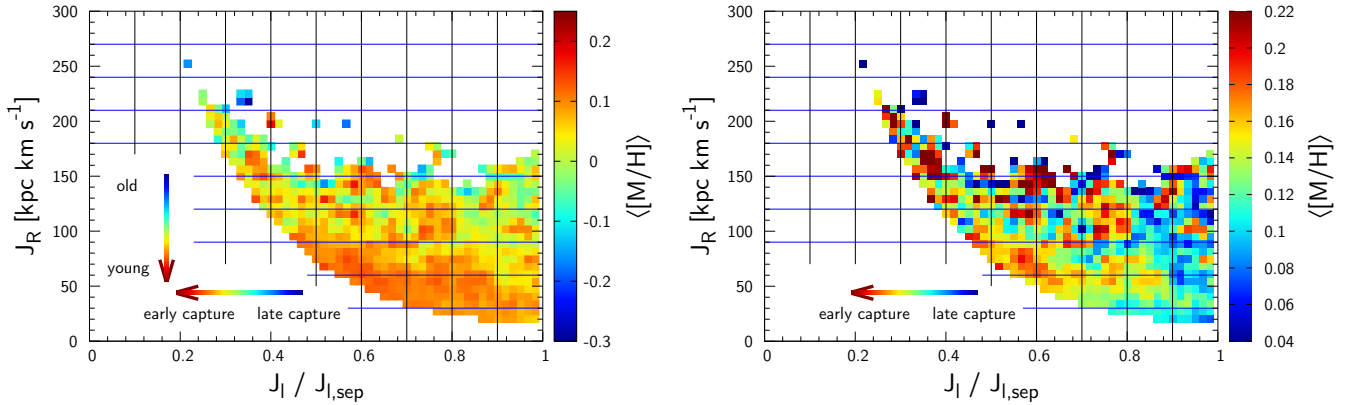 300
250
200
150
100
50
0
J_R [kpc km s^-1]
old
young
early capture late capture
0 0.2 0.4 0.6 0.8 1
J_l / J_l,sep
0.2
0.1
0
-0.1
-0.2
-0.3
⟨[M/H]⟩
300
250
200
150
100
50
0
J_R [kpc km s^-1]
early capture late capture
0 0.2 0.4 0.6 0.8 1
J_l / J_l,sep
0.22
0.20
0.18
0.16
0.14
0.12
0.10
0.08
0.06
0.04
⟨[M/H]⟩